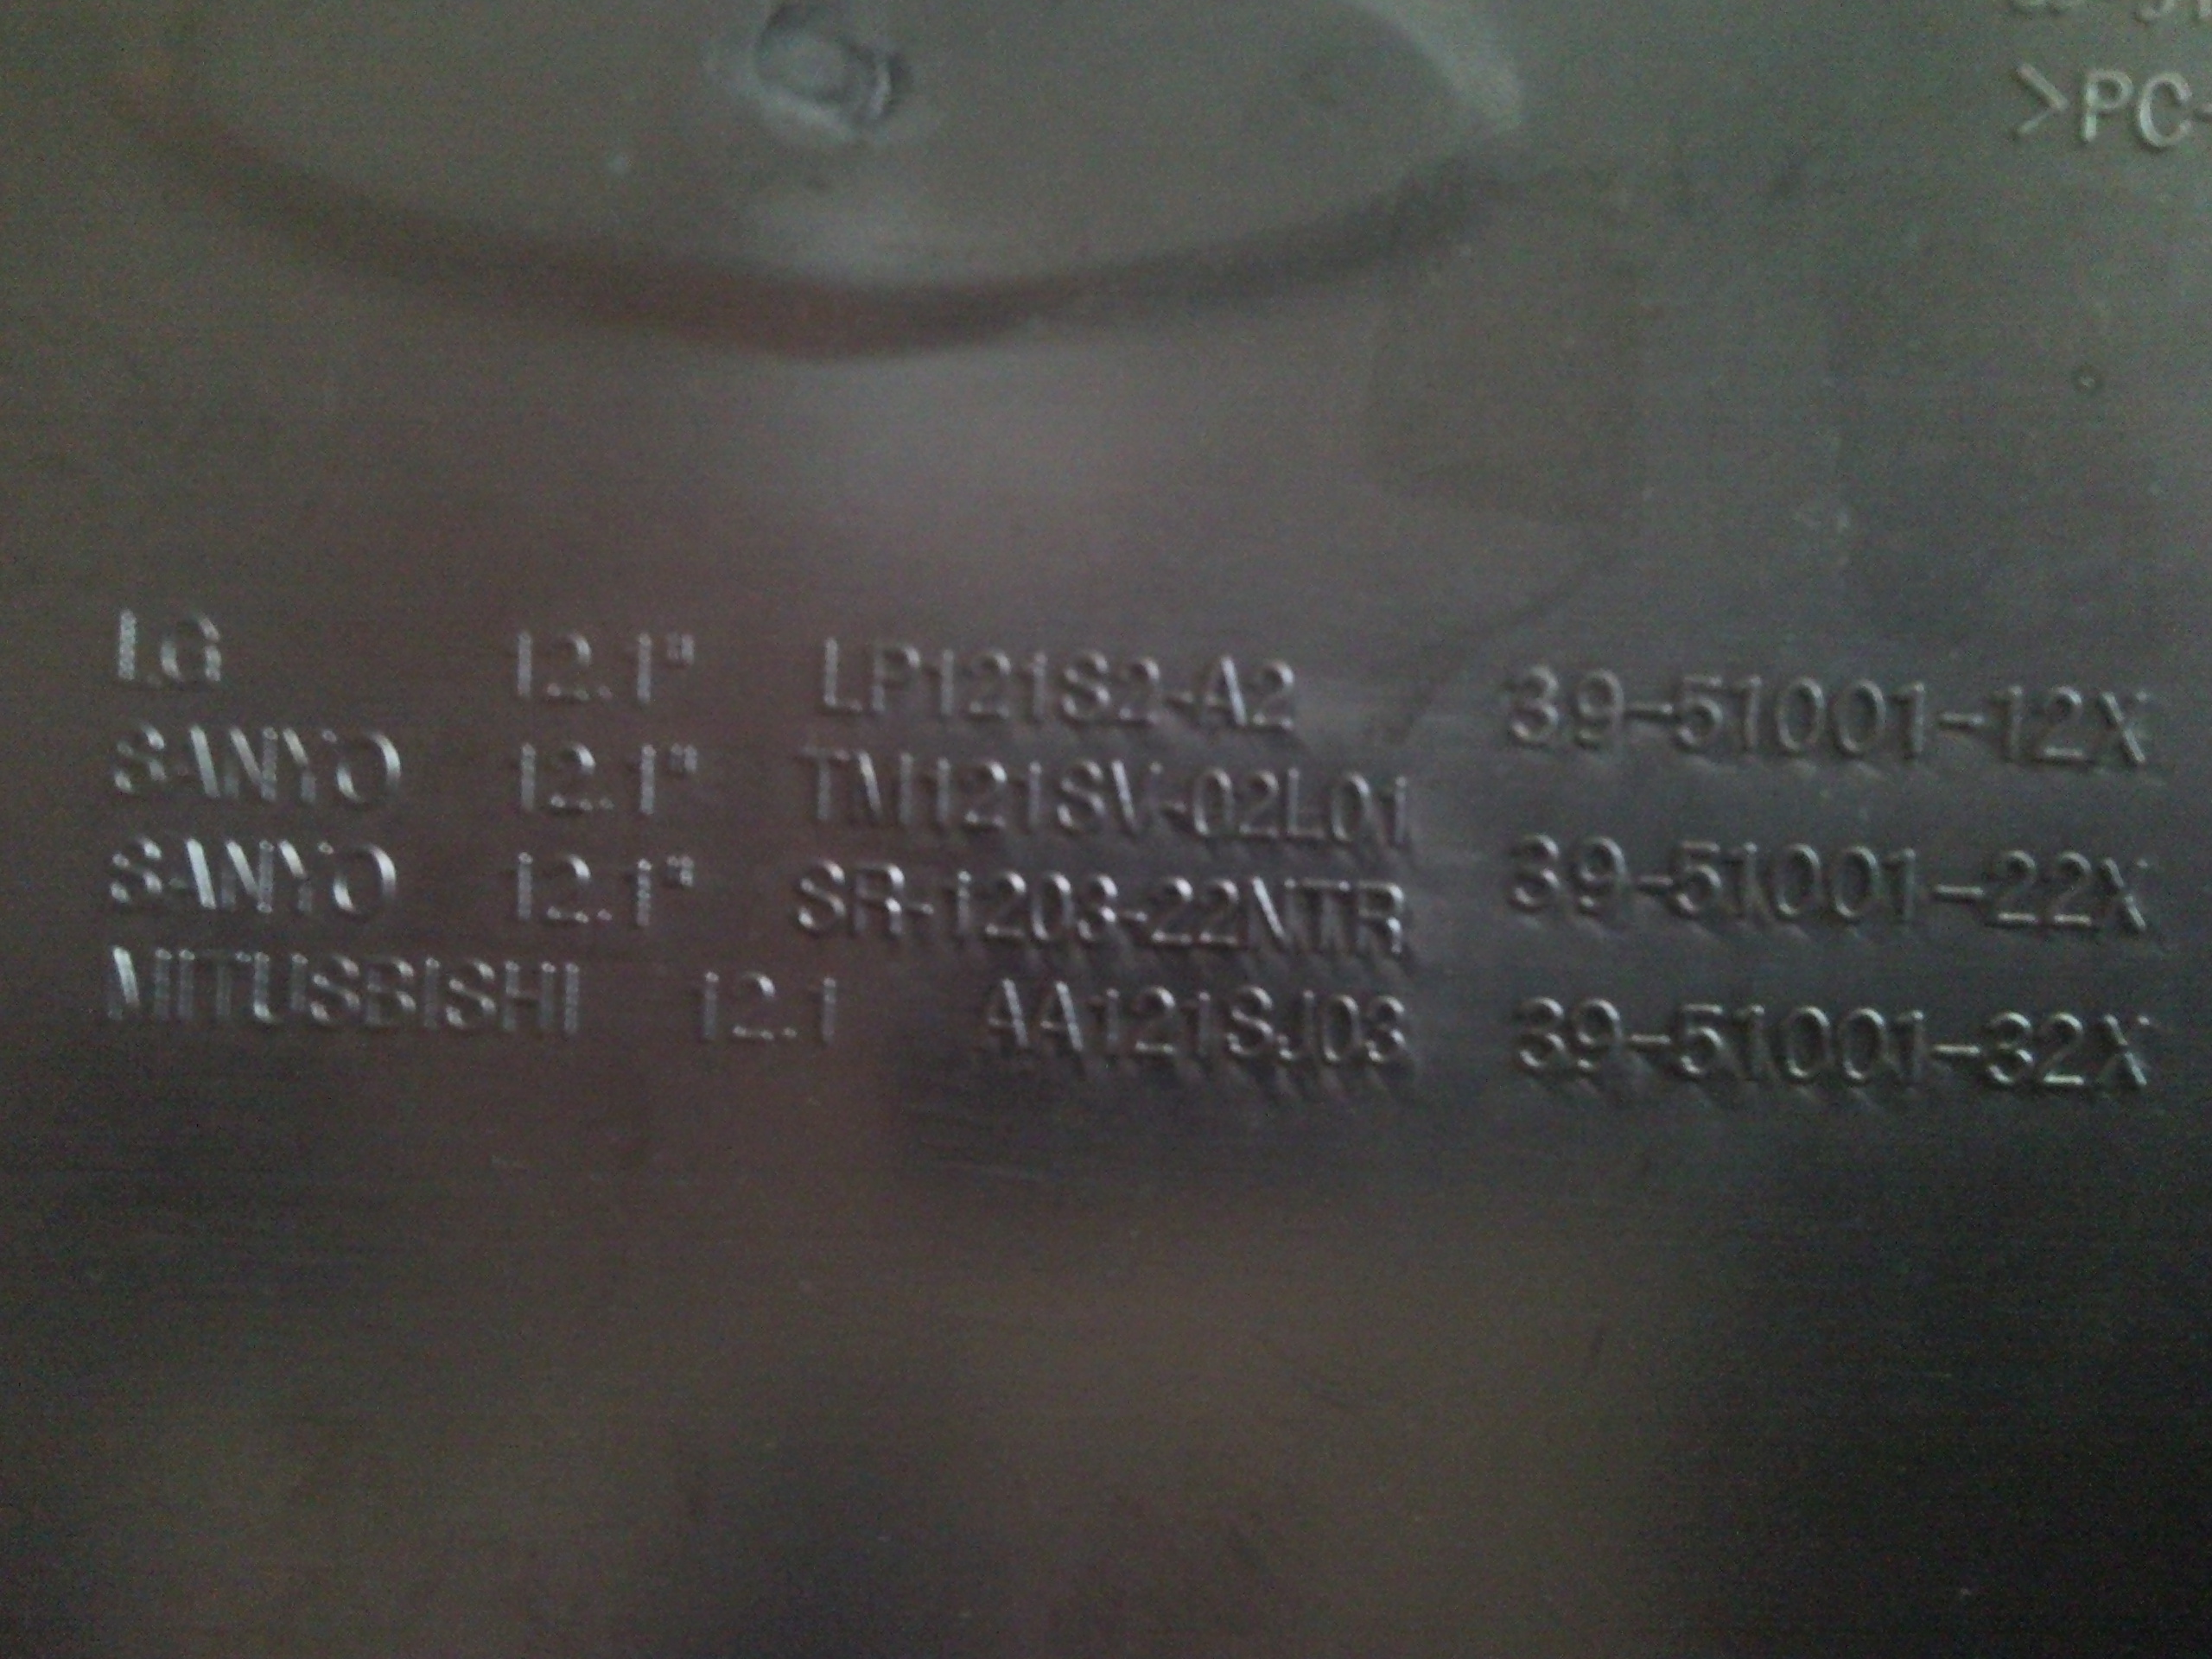 >PC-
LG 12.1" LP121S2-A2 39-51001-12X
SANYO 12.1" TM121SV-02L01
SANYO 12.1" SR-1203-22NTR 39-51001-22X
MITUSBISHI 12.1 AA121SJ03 39-51001-32X